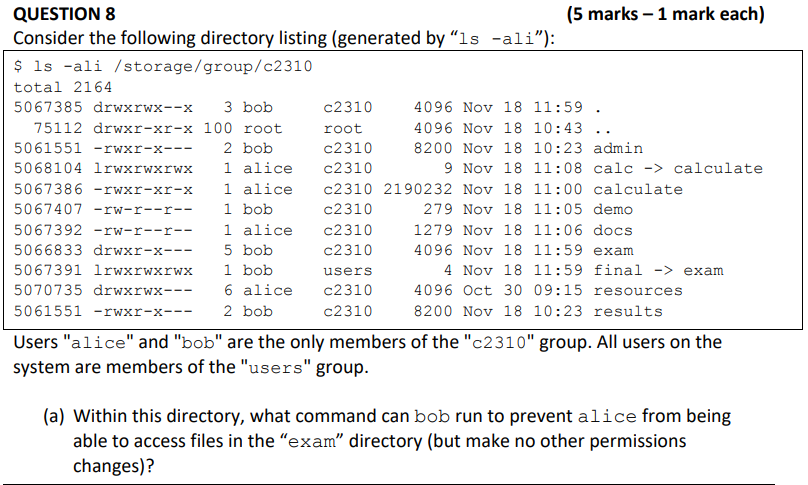 QUESTION 8 (5 marks – 1 mark each)
Consider the following directory listing (generated by “ls -ali”):
$ ls -ali /storage/group/c2310
total 2164
5067385 drwxrwx--x 3 bob c2310 4096 Nov 18 11:59 .
75112 drwxr-xr-x 100 root root 4096 Nov 18 10:43 ..
5061551 -rwxr-x--- 2 bob c2310 8200 Nov 18 10:23 admin
5068104 lrwxrwxrwx 1 alice c2310 9 Nov 18 11:08 calc -> calculate
5067386 -rwxr-xr-x 1 alice c2310 2190232 Nov 18 11:00 calculate
5067407 -rw-r--r-- 1 bob c2310 279 Nov 18 11:05 demo
5067392 -rw-r--r-- 1 alice c2310 1279 Nov 18 11:06 docs
5066833 drwxr-x--- 5 bob c2310 4096 Nov 18 11:59 exam
5067391 lrwxrwxrwx 1 bob users 4 Nov 18 11:59 final -> exam
5070735 drwxrwx--- 6 alice c2310 4096 Oct 30 09:15 resources
5061551 -rwxr-x--- 2 bob c2310 8200 Nov 18 10:23 results
Users "alice" and "bob" are the only members of the "c2310" group. All users on the
system are members of the "users" group.
(a) Within this directory, what command can bob run to prevent alice from being
able to access files in the “exam” directory (but make no other permissions
changes)?